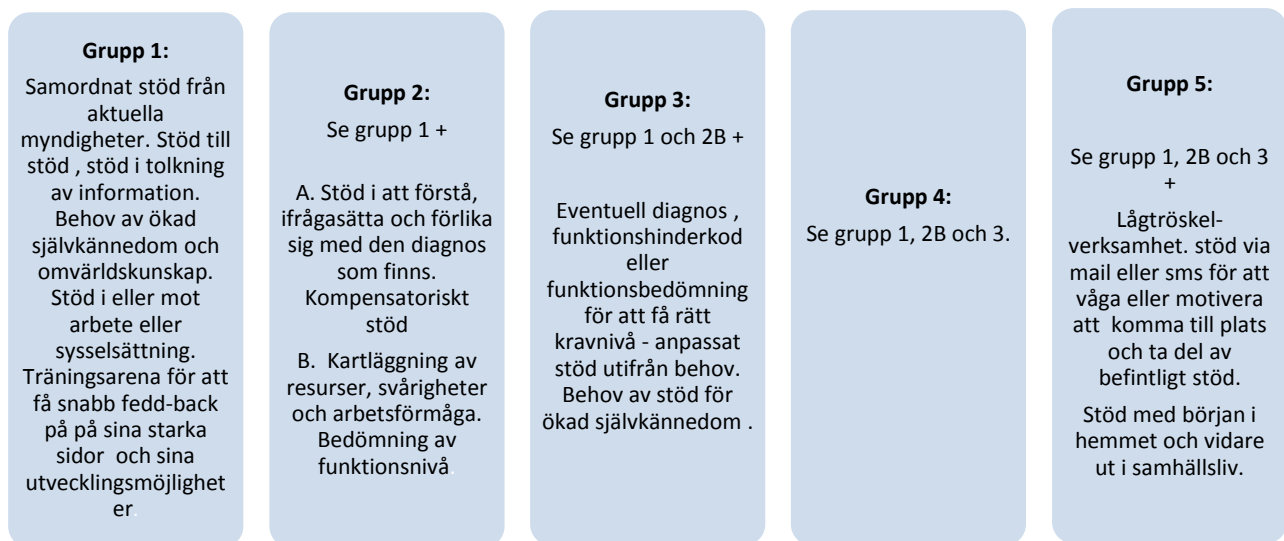 Grupp 1:
Samordnat stöd från
aktuella
myndigheter. Stöd till
stöd , stöd i tolkning
av information.
Behov av ökad
självkännedom och
omvärldskunskap.
Stöd i eller mot
arbete eller
sysselsättning.
Träningsarena för att
få snabb fedd-back
på på sina starka
sidor och sina
utvecklingsmöjlighet
er.
Grupp 2:
Se grupp 1 +
A. Stöd i att förstå,
ifrågasätta och förlika
sig med den diagnos
som finns.
Kompensatoriskt
stöd
B. Kartläggning av
resurser, svårigheter
och arbetsförmåga.
Bedömning av
funktionsnivå.
Grupp 3:
Se grupp 1 och 2B +
Eventuell diagnos ,
funktionshinderkod
eller
funktionsbedömning
för att få rätt
kravnivå - anpassat
stöd utifrån behov.
Behov av stöd för
ökad självkännedom .
Grupp 4:
Se grupp 1, 2B och 3.
Grupp 5:
Se grupp 1, 2B och 3
+
Lågtröskel-
verksamhet. stöd via
mail eller sms för att
våga eller motivera
att komma till plats
och ta del av
befintligt stöd.
Stöd med början i
hemmet och vidare
ut i samhällsliv.